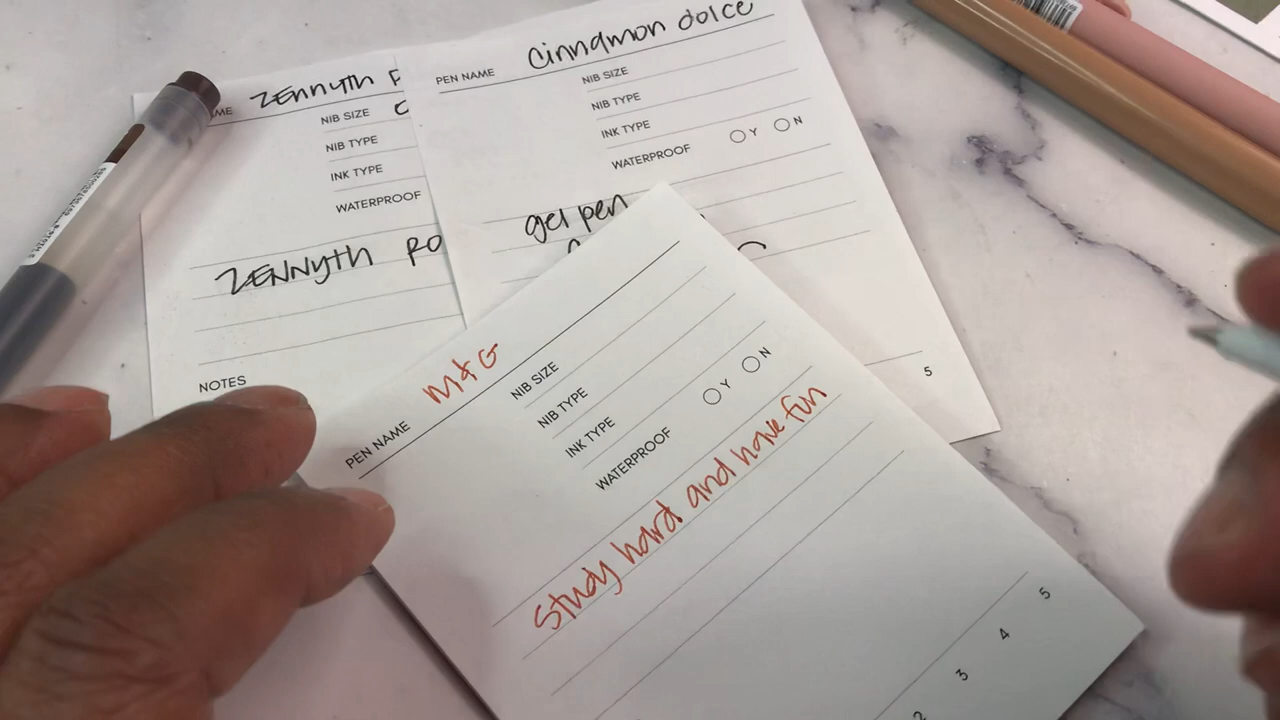 ME Zennyth
NIB SIZE
NIB TYPE
INK TYPE
WATERPROOF
ZENNyth
NOTES
PEN NAME Cinnamon dolce
NIB SIZE
NIB TYPE
INK TYPE
WATERPROOF Y N
gel pen
5
PEN NAME M&G
NIB SIZE
NIB TYPE
INK TYPE
WATERPROOF Y N
Study hard and have fun
2 3 4 5